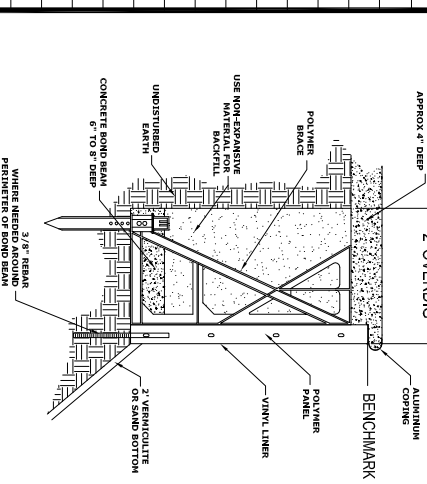 APPROX 4" DEEP
2' OVERDIG
ALUMINUM
COPING
BENCHMARK
POLYMER
BRACE
USE NON-EXPANSIVE
MATERIAL FOR
BACKFILL
UNDISTURBED
EARTH
CONCRETE BOND BEAM
6" TO 8" DEEP
POLYMER
PANEL
VINYL LINER
2" VERMICULITE
OR SAND BOTTOM
3/8" REBAR
WHERE NEEDED AROUND
PERIMETER OF BOND BEAM